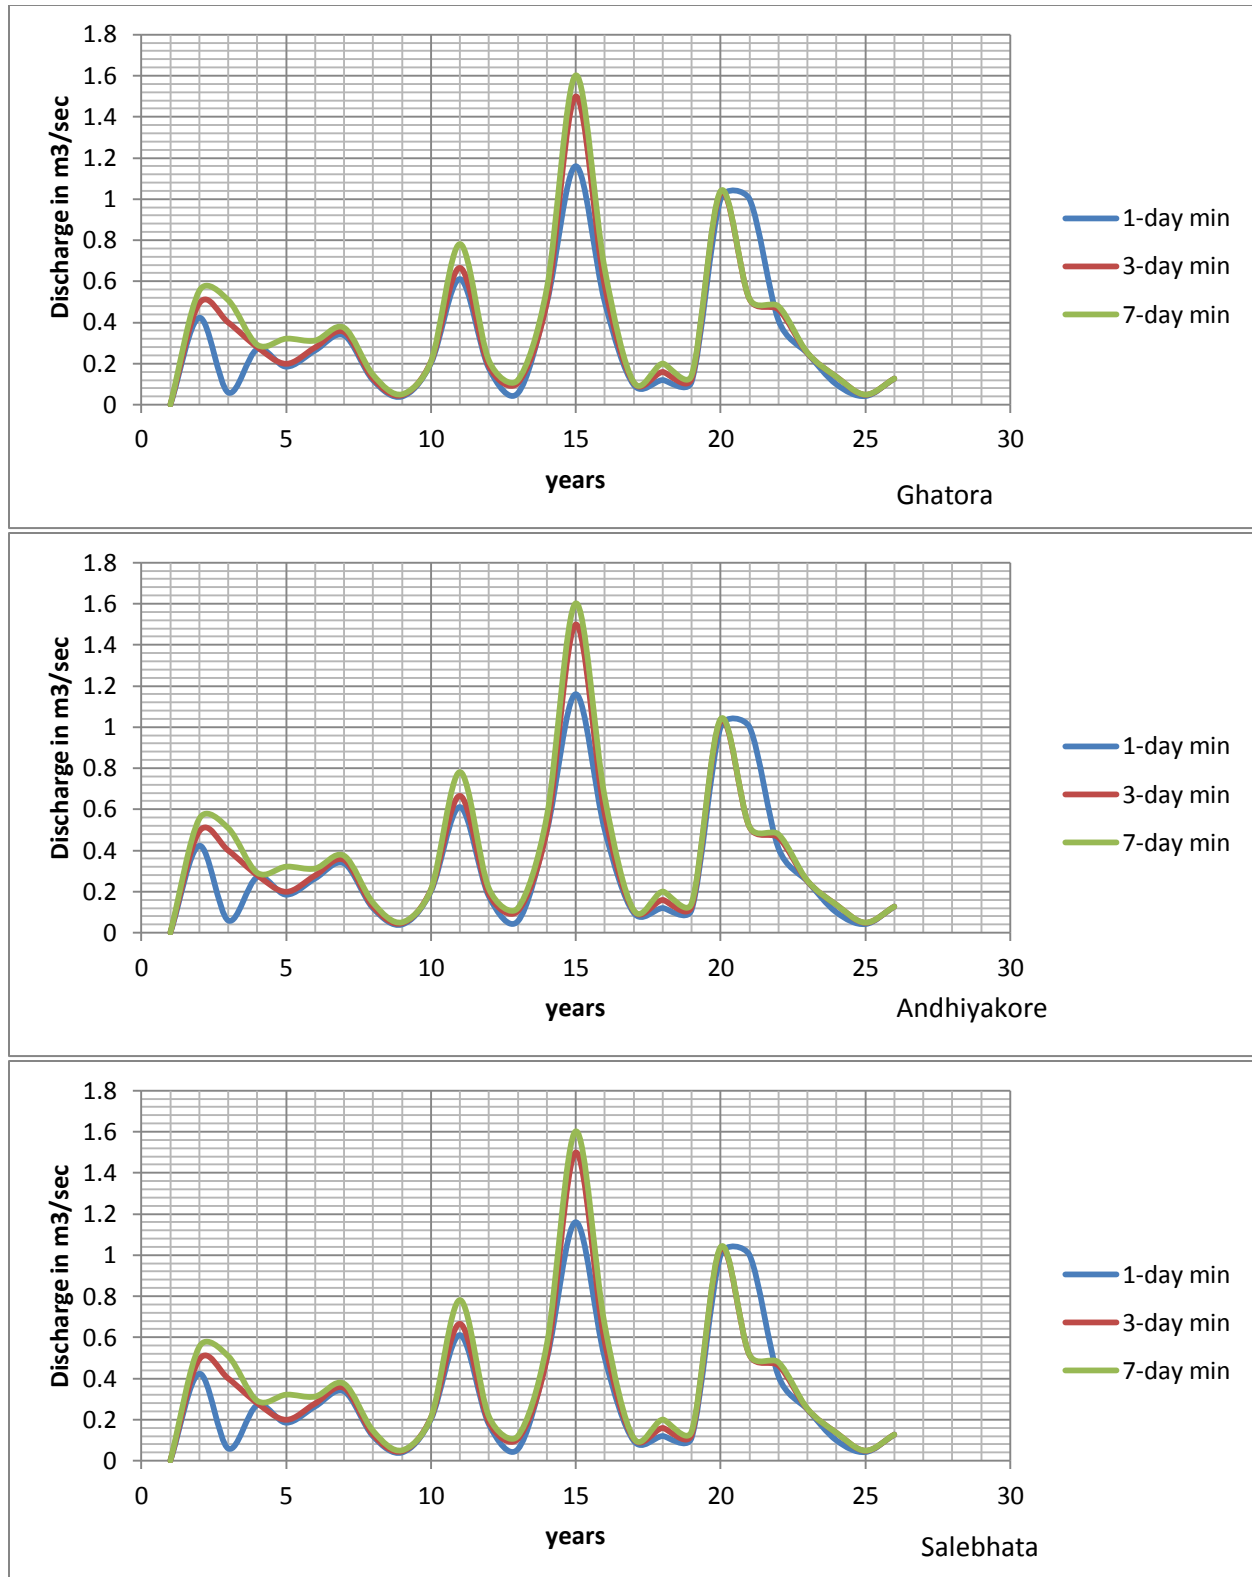 1.8
1.6
1.4
1.2
1
0.8
0.6
0.4
0.2
0
Discharge in m3/sec
0 5 10 15 20 25 30
years
1-day min
3-day min
7-day min
Ghatora
1.8
1.6
1.4
1.2
1
0.8
0.6
0.4
0.2
0
Discharge in m3/sec
0 5 10 15 20 25 30
years
1-day min
3-day min
7-day min
Andhiyakore
1.8
1.6
1.4
1.2
1
0.8
0.6
0.4
0.2
0
Discharge in m3/sec
0 5 10 15 20 25 30
years
1-day min
3-day min
7-day min
Salebhata